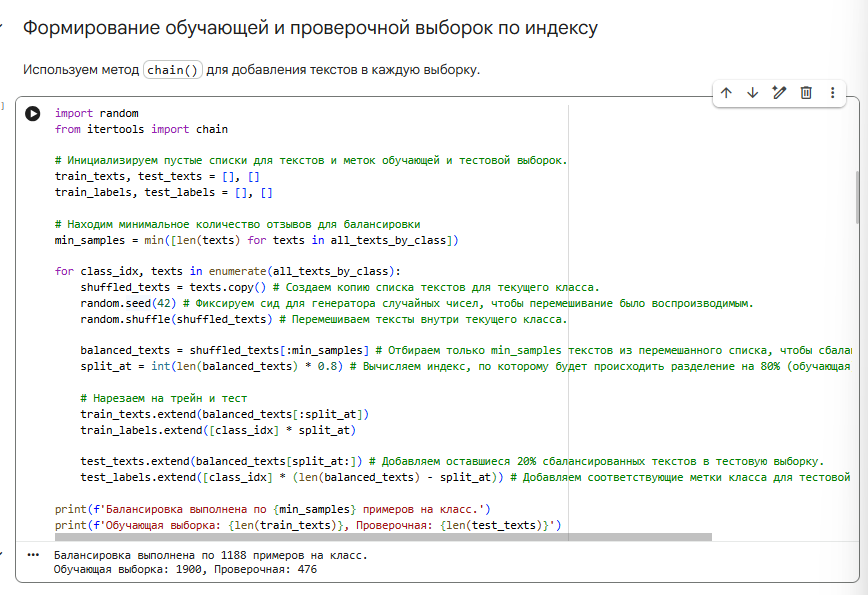 Формирование обучающей и проверочной выборок по индексу
Используем метод chain() для добавления текстов в каждую выборку.
]
import random
from itertools import chain
# Инициализируем пустые списки для текстов и меток обучающей и тестовой выборок.
train_texts, test_texts = [], []
train_labels, test_labels = [], []
# Находим минимальное количество отзывов для балансировки
min_samples = min([len(texts) for texts in all_texts_by_class])
for class_idx, texts in enumerate(all_texts_by_class):
    shuffled_texts = texts.copy() # Создаем копию списка текстов для текущего класса.
    random.seed(42) # Фиксируем сид для генератора случайных чисел, чтобы перемешивание было воспроизводимым.
    random.shuffle(shuffled_texts) # Перемешиваем тексты внутри текущего класса.
    balanced_texts = shuffled_texts[:min_samples] # Отбираем только min_samples текстов из перемешанного списка, чтобы сбалан
    split_at = int(len(balanced_texts) * 0.8) # Вычисляем индекс, по которому будет происходить разделение на 80% (обучающая
    # Нарезаем на трейн и тест
    train_texts.extend(balanced_texts[:split_at])
    train_labels.extend([class_idx] * split_at)
    test_texts.extend(balanced_texts[split_at:]) # Добавляем оставшиеся 20% сбалансированных текстов в тестовую выборку.
    test_labels.extend([class_idx] * (len(balanced_texts) - split_at)) # Добавляем соответствующие метки класса для тестовой
print(f'Балансировка выполнена по {min_samples} примеров на класс.')
print(f'Обучающая выборка: {len(train_texts)}, Проверочная: {len(test_texts)}')
Балансировка выполнена по 1188 примеров на класс.
Обучающая выборка: 1900, Проверочная: 476